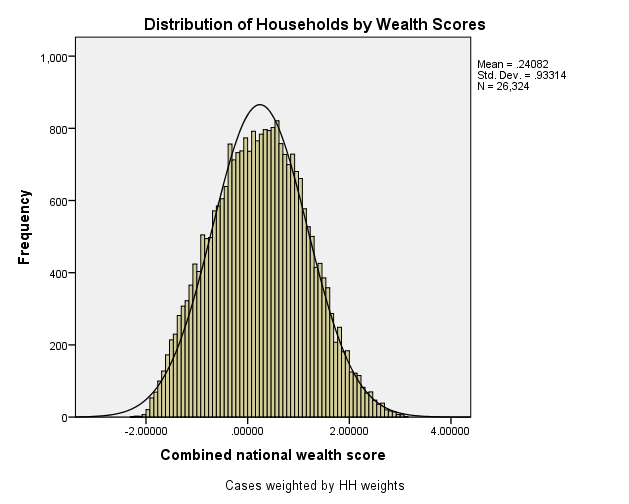 Distribution of Households by Wealth Scores
Mean = .24082
Std. Dev. = .93314
N = 26,324
1,000
800
600
400
200
0
Frequency
-2.00000 .00000 2.00000 4.00000
Combined national wealth score
Cases weighted by HH weights